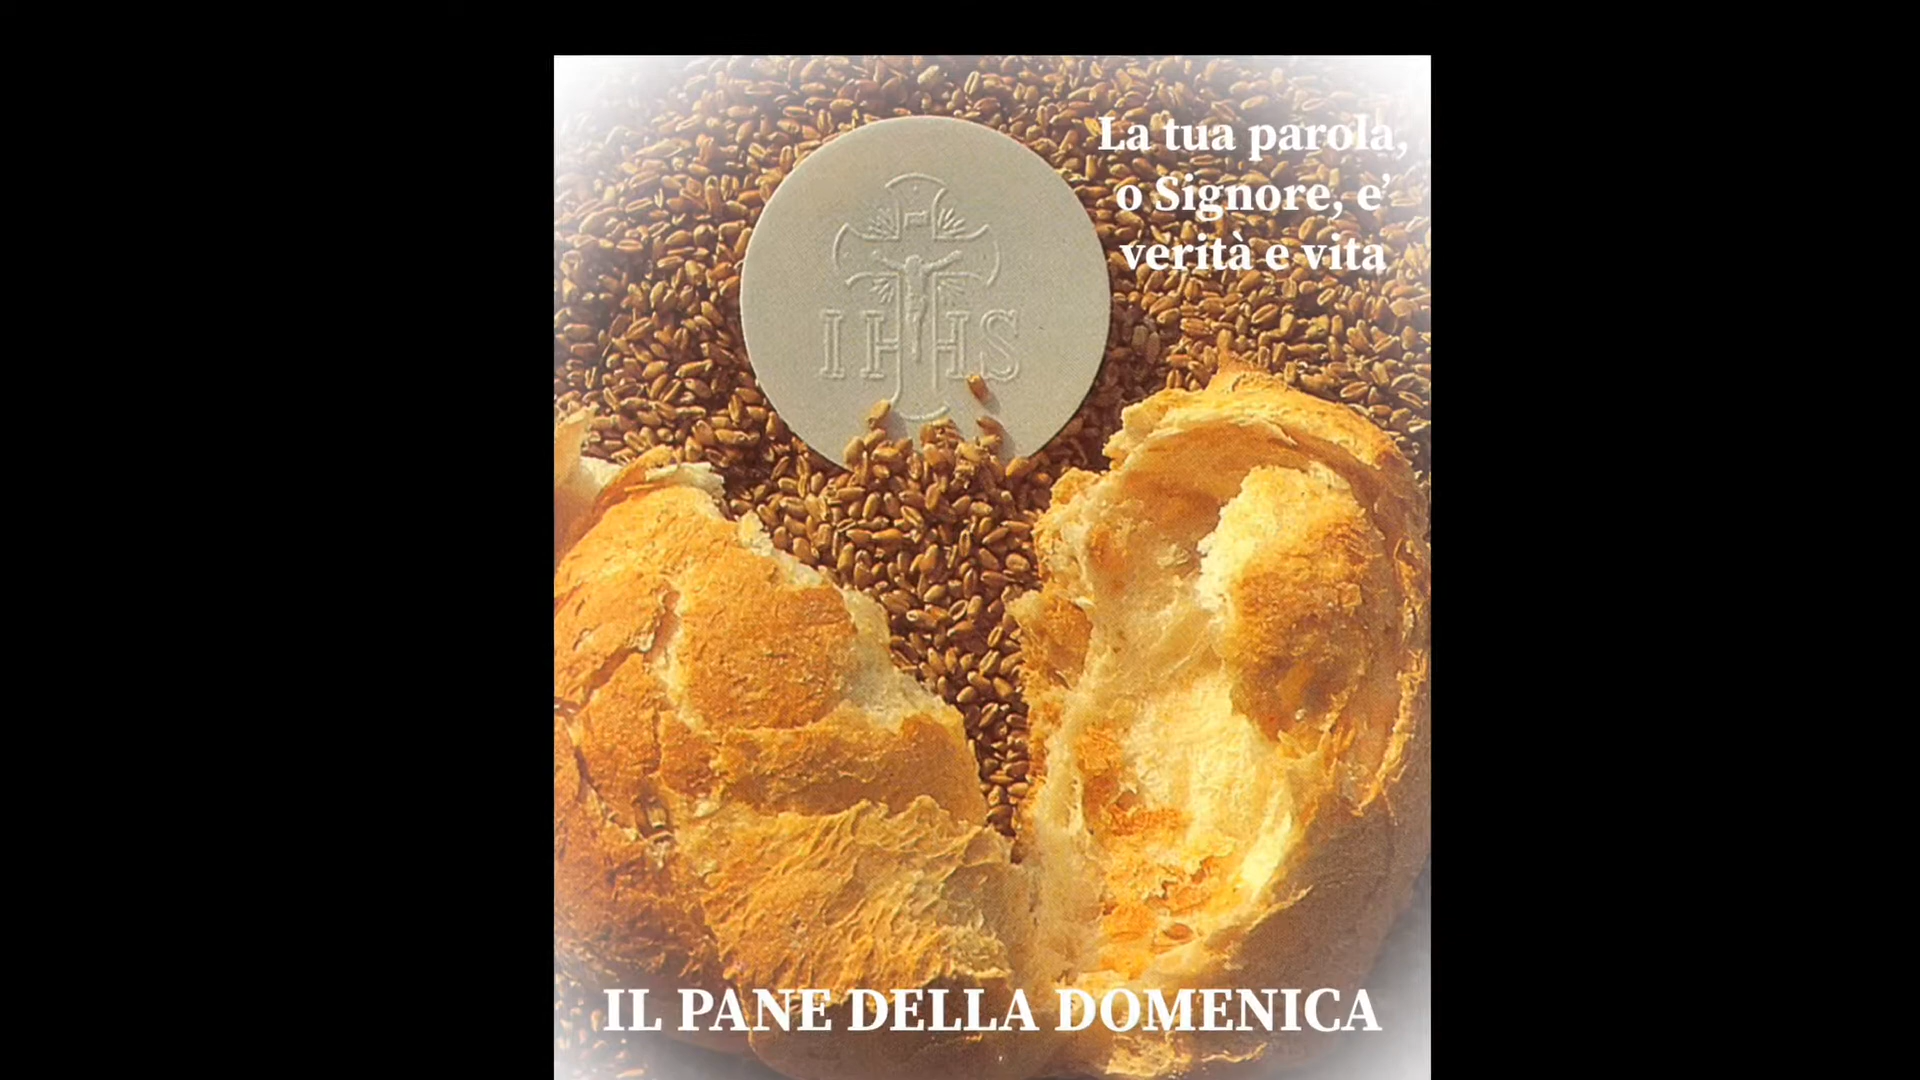 La tua parola,
o Signore, e’
verità e vita
IHS
IL PANE DELLA DOMENICA